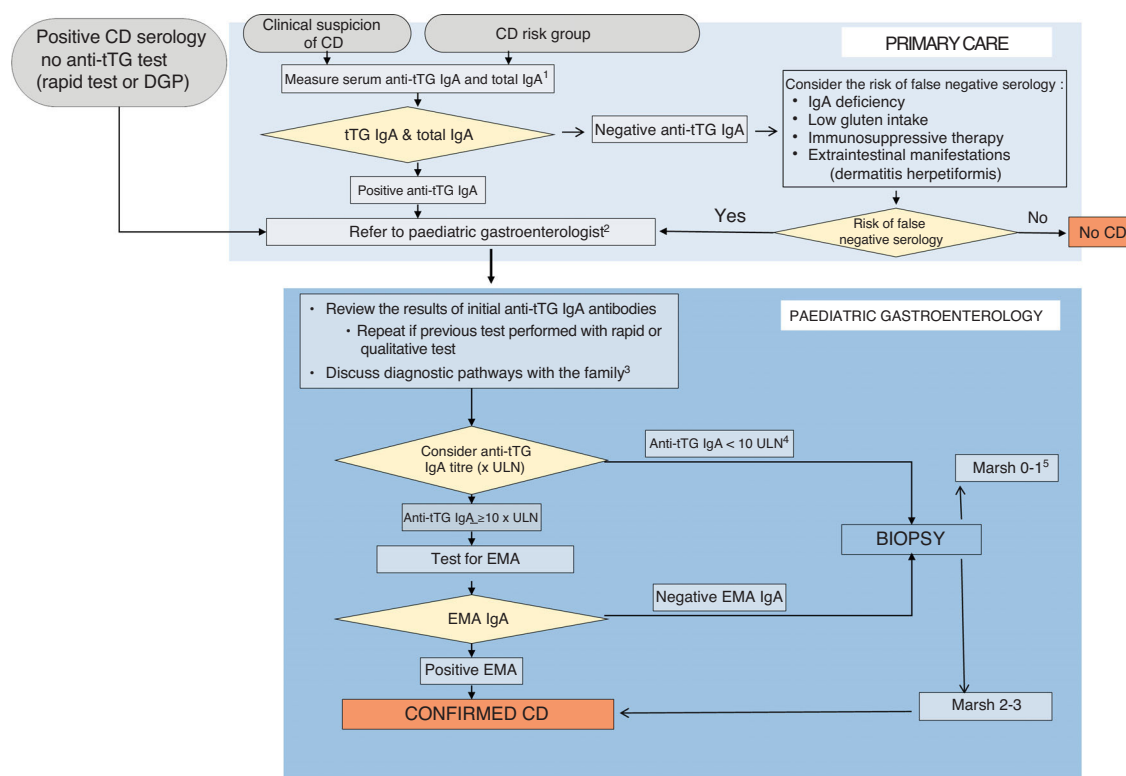 Positive CD serology
no anti-tTG test
(rapid test or DGP)
Clinical suspicion
of CD
CD risk group
PRIMARY CARE
Measure serum anti-tTG IgA and total IgA¹
tTG IgA & total IgA
Negative anti-tTG IgA
Consider the risk of false negative serology :
• IgA deficiency
• Low gluten intake
• Immunosuppressive therapy
• Extraintestinal manifestations
(dermatitis herpetiformis)
Positive anti-tTG IgA
Refer to paediatric gastroenterologist²
Yes
Risk of false
negative serology
No
No CD
PAEDIATRIC GASTROENTEROLOGY
• Review the results of initial anti-tTG IgA antibodies
• Repeat if previous test performed with rapid or
qualitative test
• Discuss diagnostic pathways with the family³
Consider anti-tTG
IgA titre (x ULN)
Anti-tTG IgA < 10 ULN⁴
Marsh 0-1⁵
Anti-tTG IgA ≥10 x ULN
BIOPSY
Test for EMA
EMA IgA
Negative EMA IgA
Positive EMA
CONFIRMED CD
Marsh 2-3